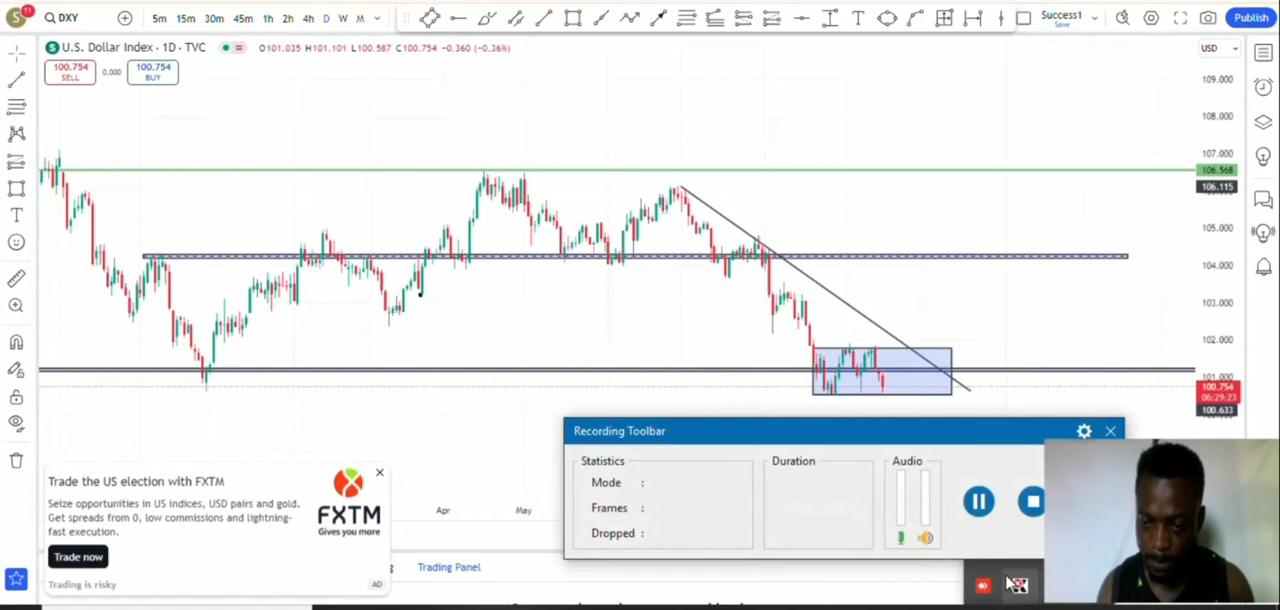 S
11
DXY
5m 15m 30m 45m 1h 2h 4h D W M
Success1
Save
Publish
U.S. Dollar Index · 1D · TVC
O101.035 H101.101 L100.587 C100.754 -0.360 (-0.36%)
USD
100.754
SELL
0.000
100.754
BUY
109.000
108.000
107.000
106.568
106.115
105.000
104.000
103.000
102.000
101.000
100.754
06:29:23
100.633
Recording Toolbar
Statistics
Mode :
Frames :
Dropped :
Duration
Audio
Trade the US election with FXTM
Seize opportunities in US indices, USD pairs and gold.
Get spreads from 0, low commissions and lightning-
fast execution.
Trade now
Trading is risky
FXTM
Gives you more
AD
Apr
May
Trading Panel